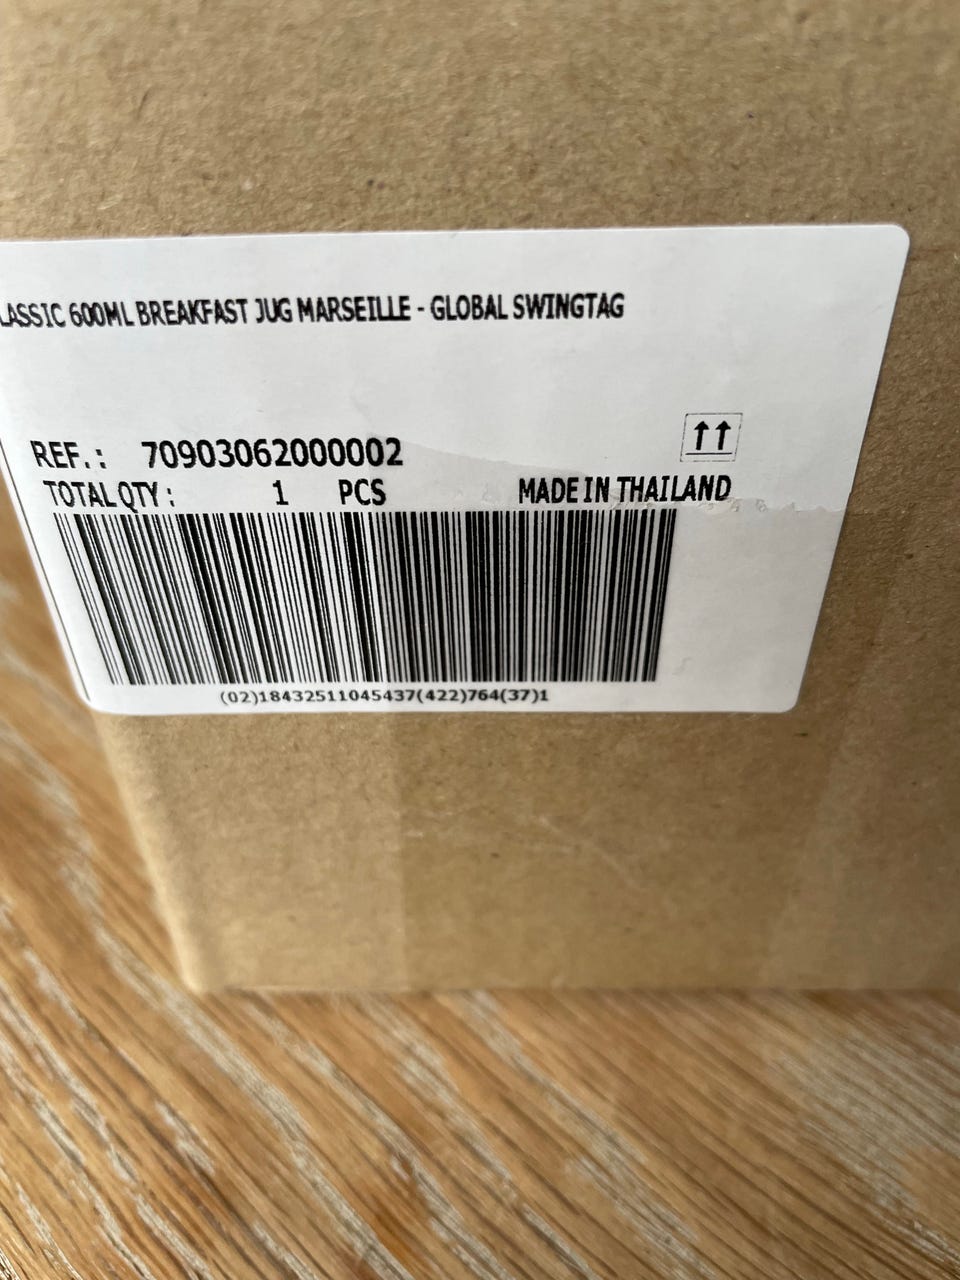 LASSIC 600ML BREAKFAST JUG MARSEILLE - GLOBAL SWINGTAG
REF.: 70903062000002
TOTAL QTY : 1 PCS MADE IN THAILAND
(02)18432511045437(422)764(37)1